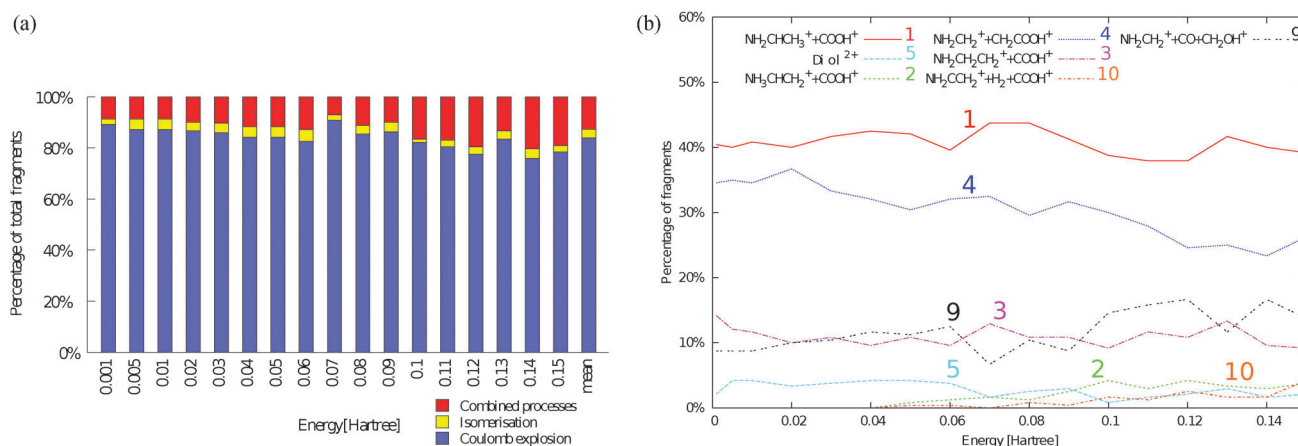 (a)
Percentage of total fragments
100%
80%
60%
40%
20%
0%
0.001
0.005
0.01
0.02
0.03
0.04
0.05
0.06
0.07
0.08
0.09
0.1
0.11
0.12
0.13
0.14
0.15
mean
Energy[Hartree]
Combined processes
Isomerisation
Coulomb explosion
(b)
Percentage of fragments
60%
50%
40%
30%
20%
10%
0%
NH₂CHCH₃⁺+COOH⁺ 1
Diol ²⁺ 5
NH₃CHCH₂⁺+COOH⁺ 2
NH₂CH₂⁺+CH₂COOH⁺ 4
NH₂CH₂CH₂⁺+COOH⁺ 3
NH₂CCH₂⁺+H₂+COOH⁺ 10
NH₂CH₂⁺+CO+CH₂OH⁺ 9
1
4
9
3
5
2
10
0
0.02
0.04
0.06
0.08
0.1
0.12
0.14
Energy [Hartree]